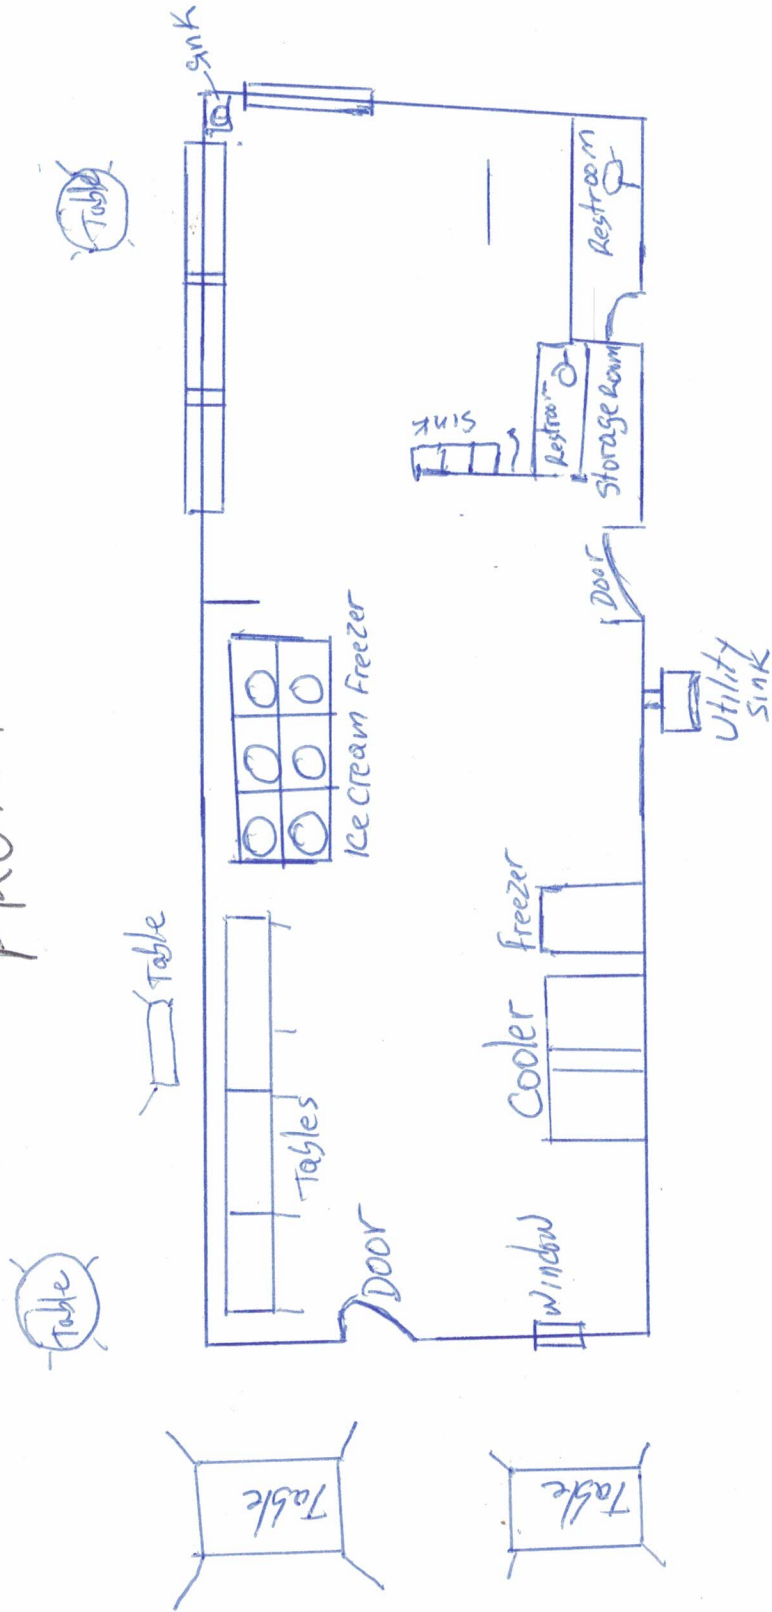 Sink
Table
Restroom
Restroom
Storage Room
Sink
Door
Ice Cream Freezer
Utility
Sink
Freezer
Cooler
Table
Tables
Table
Door
Window
Table
Table